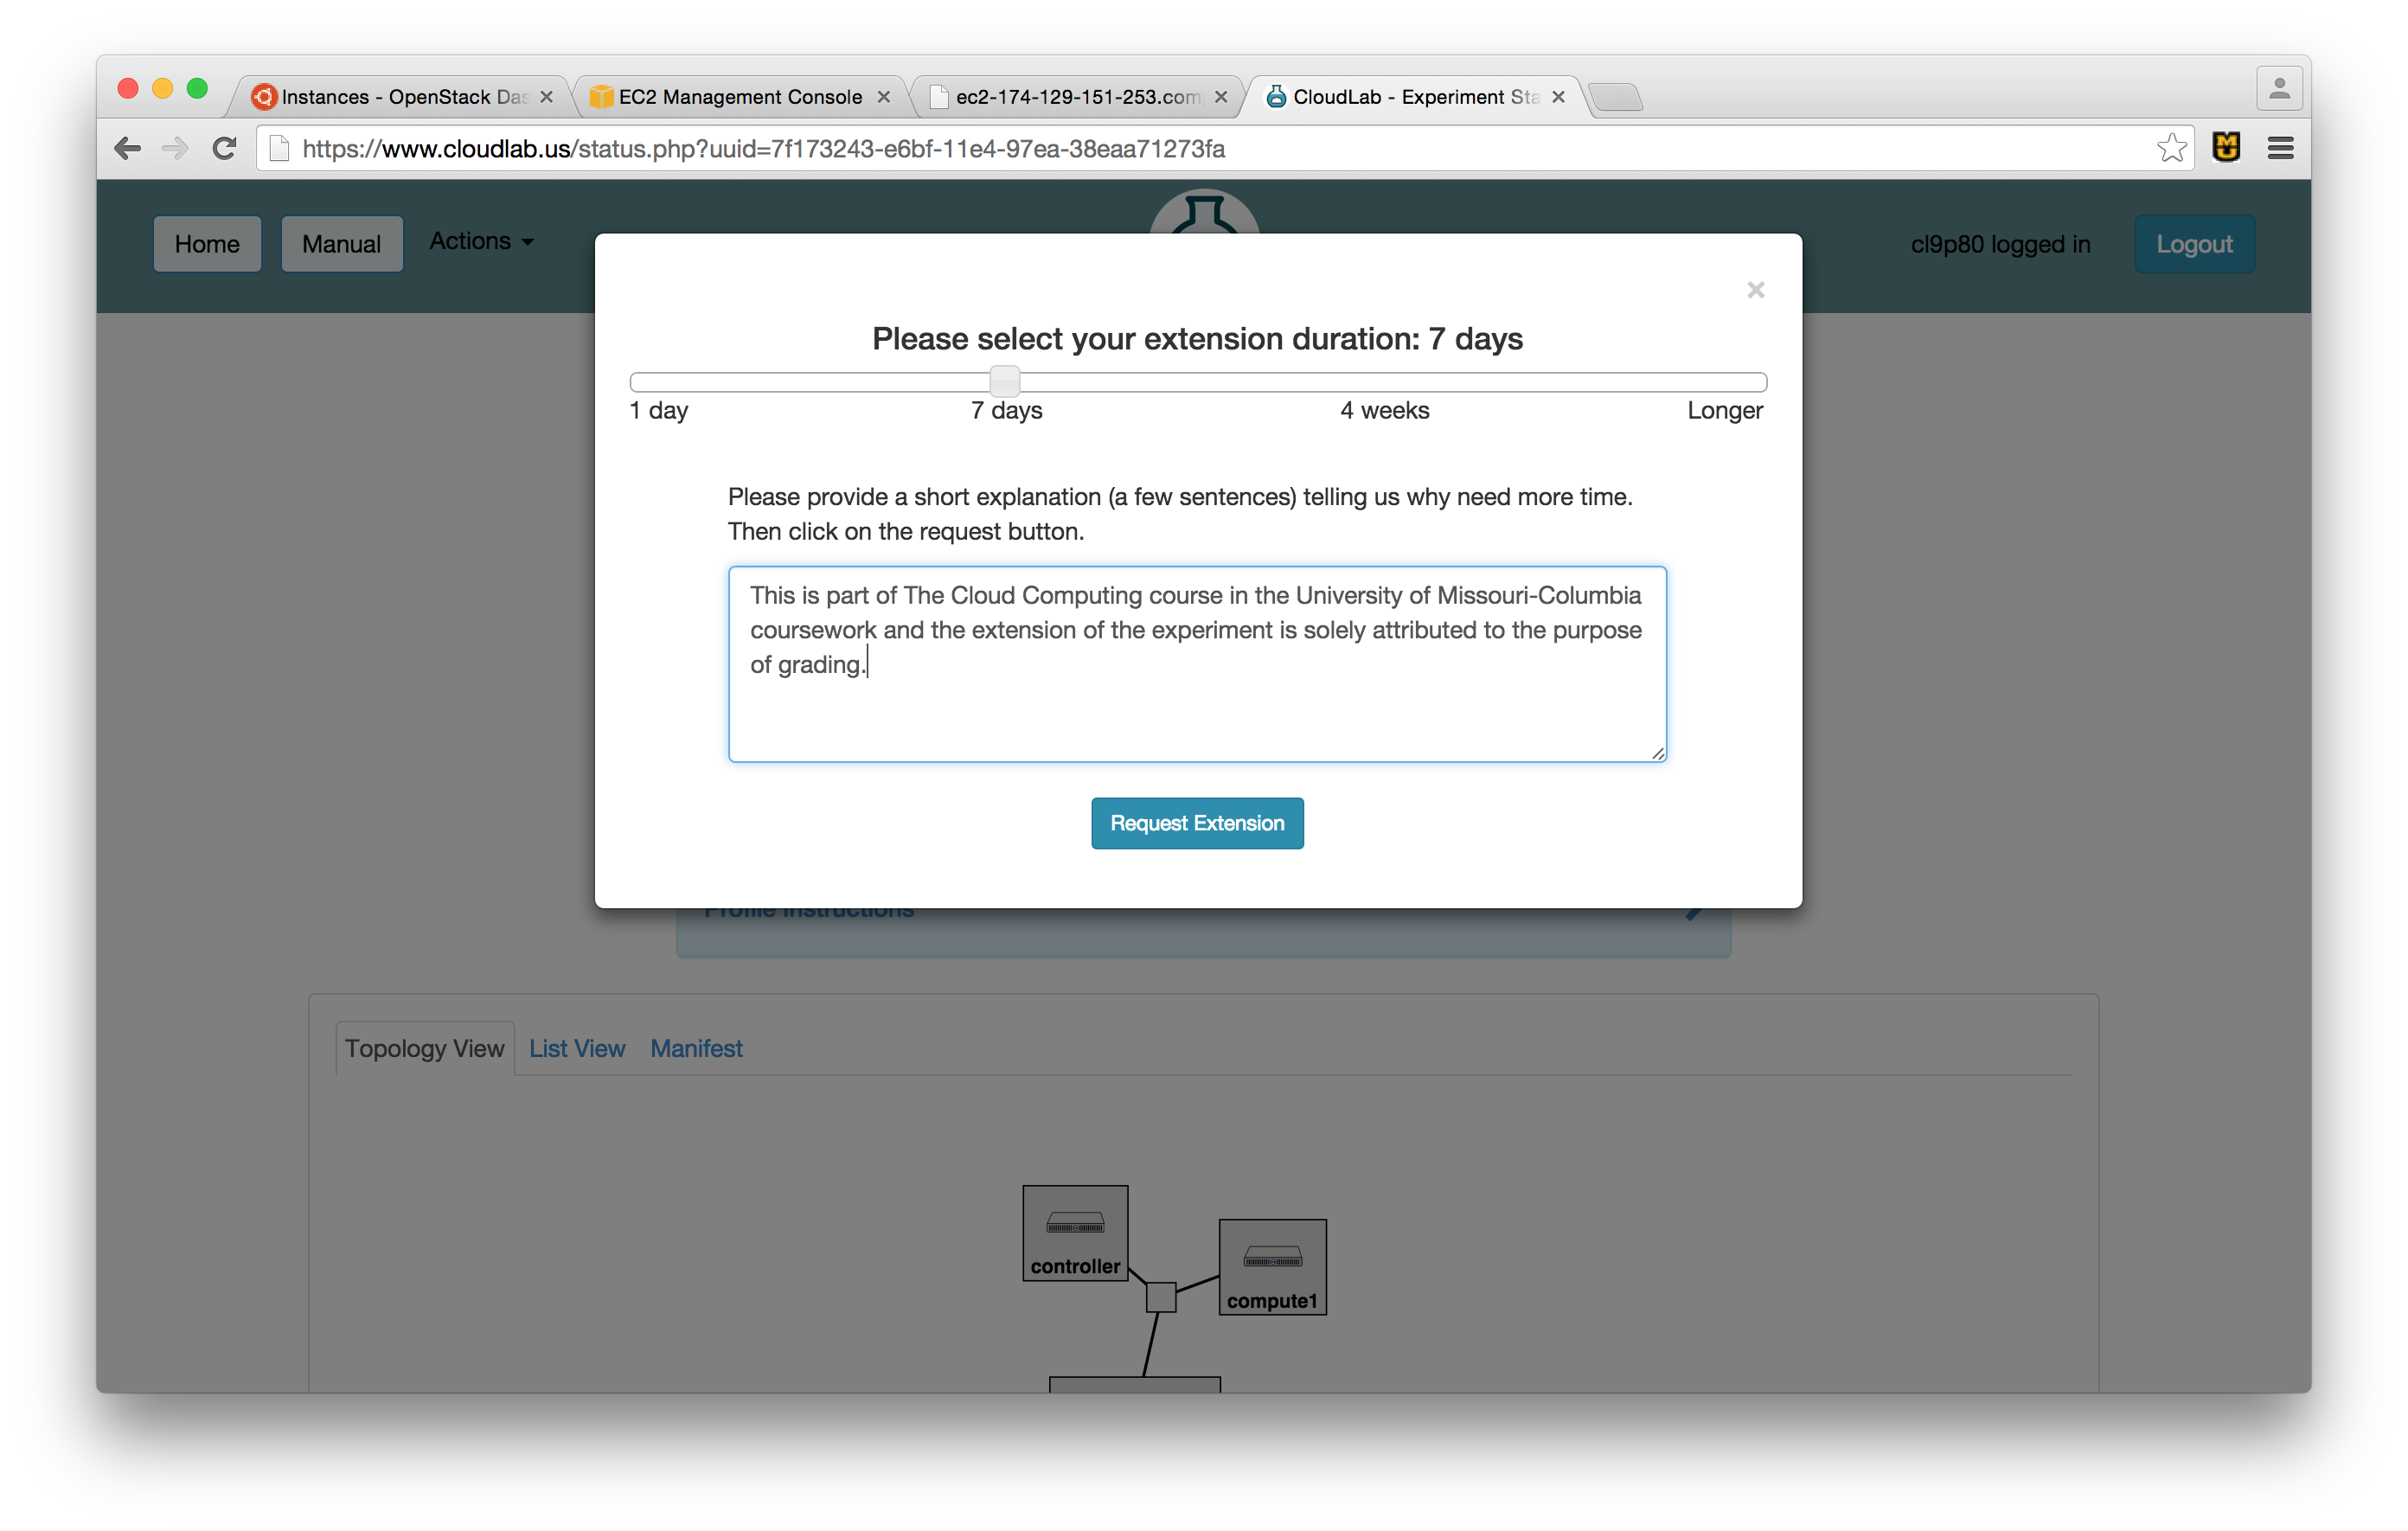 Instances - OpenStack Das
EC2 Management Console
ec2-174-129-151-253.com
CloudLab - Experiment Sta
https://www.cloudlab.us/status.php?uuid=7f173243-e6bf-11e4-97ea-38eaa71273fa
Home
Manual
Actions
cl9p80 logged in
Logout
×
Please select your extension duration: 7 days
1 day
7 days
4 weeks
Longer
Please provide a short explanation (a few sentences) telling us why need more time.
Then click on the request button.
This is part of The Cloud Computing course in the University of Missouri-Columbia
coursework and the extension of the experiment is solely attributed to the purpose
of grading.
Request Extension
Profile Instructions
Topology View
List View
Manifest
controller
compute1